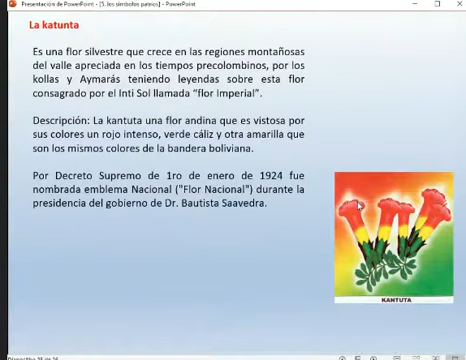 Presentación de PowerPoint - [5. los simbolos patrios] - PowerPoint
La katunta
Es una flor silvestre que crece en las regiones montañosas
del valle apreciada en los tiempos precolombinos, por los
kollas y Aymarás teniendo leyendas sobre esta flor
consagrado por el Inti Sol llamada “flor Imperial”.
Descripción: La kantuta una flor andina que es vistosa por
sus colores un rojo intenso, verde cáliz y otra amarilla que
son los mismos colores de la bandera boliviana.
Por Decreto Supremo de 1ro de enero de 1924 fue
nombrada emblema Nacional ("Flor Nacional") durante la
presidencia del gobierno de Dr. Bautista Saavedra.
KANTUTA